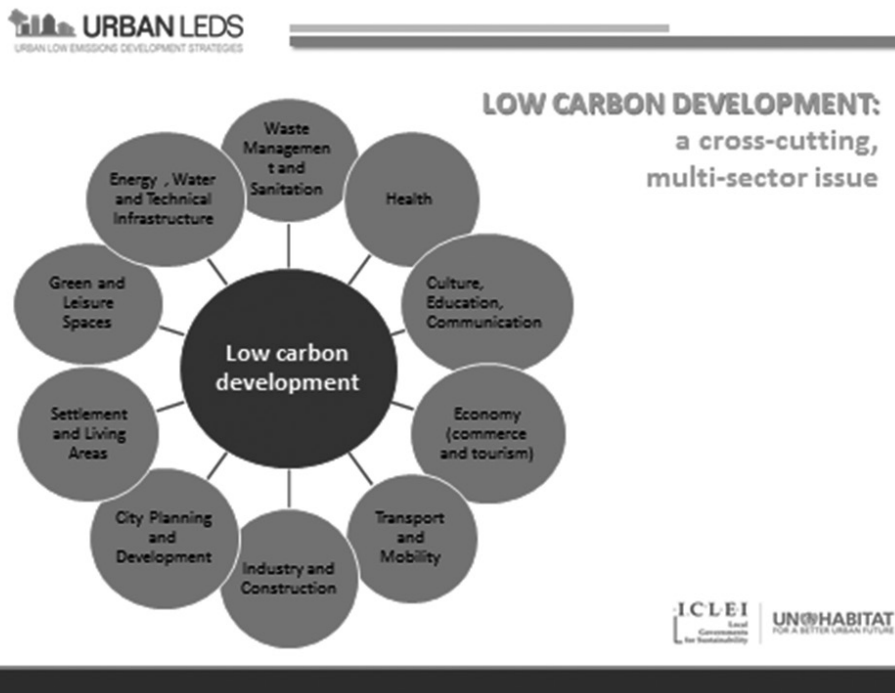 URBAN LEDS
URBAN LOW EMISSIONS DEVELOPMENT STRATEGIES
LOW CARBON DEVELOPMENT:
a cross-cutting,
multi-sector issue
Waste
Managemen
t and
Sanitation
Health
Culture,
Education,
Communication
Economy
(commerce
and tourism)
Transport
and
Mobility
Industry and
Construction
City Planning
and
Development
Settlement
and Living
Areas
Green and
Leisure
Spaces
Energy , Water
and Technical
Infrastructure
Low carbon
development
I.C.L.E.I
Local
Governments
for Sustainability
UN HABITAT
FOR A BETTER URBAN FUTURE